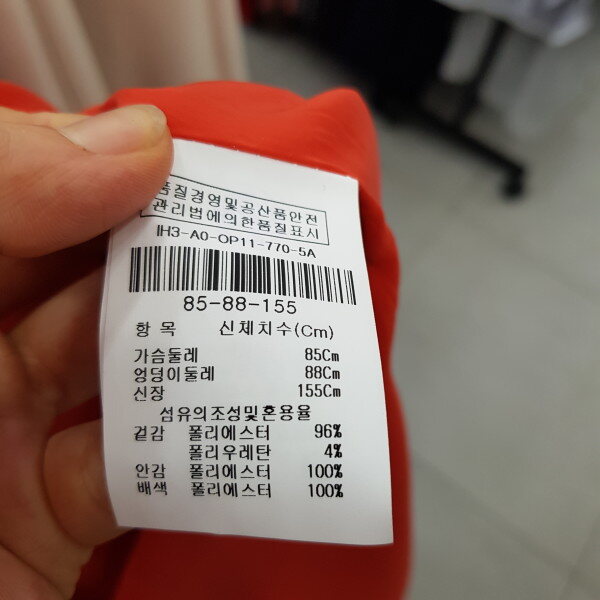 품질경영및공산품안전
관리법에의한품질표시
IH3-A0-OP11-770-5A
85-88-155
항 목 신체치수(Cm)
가슴둘레 85Cm
엉덩이둘레 88Cm
신장 155Cm
섬유의조성및혼용율
겉감 폴리에스터 96%
폴리우레탄 4%
안감 폴리에스터 100%
배색 폴리에스터 100%